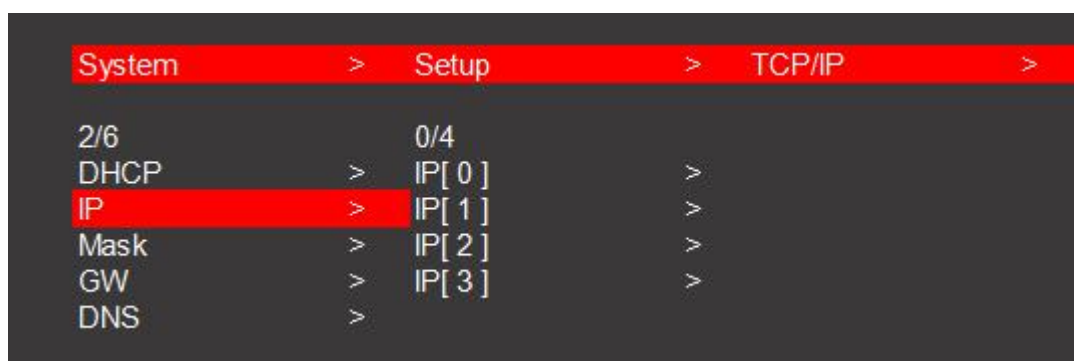 System > Setup > TCP/IP >
2/6 0/4
DHCP > IP[ 0 ] >
IP > IP[ 1 ] >
Mask > IP[ 2 ] >
GW > IP[ 3 ] >
DNS >